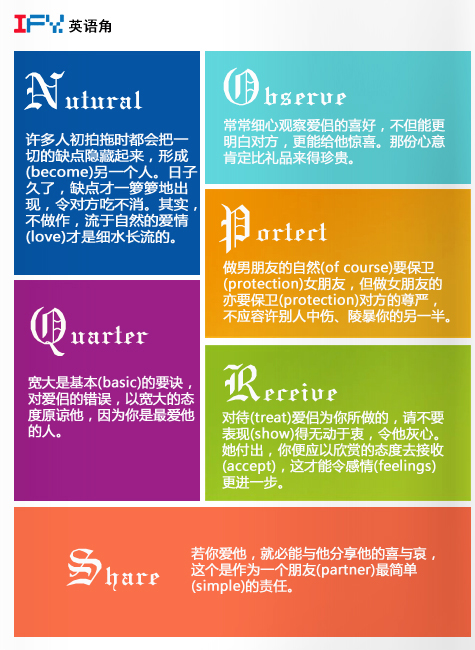 IFY 英语角
Nutural
许多人初拍拖时都会把一
切的缺点隐藏起来，形成
(become)另一个人。日子
久了，缺点才一箩箩地出
现，令对方吃不消。其实，
不做作，流于自然的爱情
(love)才是细水长流的。
Observe
常常细心观察爱侣的喜好，不但能更
明白对方，更能给他惊喜。那份心意
肯定比礼品来得珍贵。
Portect
做男朋友的自然(of course)要保卫
(protection)女朋友，但做女朋友的
亦要保卫(protection)对方的尊严，
不应容许别人中伤、陵暴你的另一半。
Quarter
宽大是基本(basic)的要诀，
对爱侣的错误，以宽大的态
度原谅他，因为你是最爱他
的人。
Receive
对待(treat)爱侣为你所做的，请不要
表现(show)得无动于衷，令他灰心。
她付出，你便应以欣赏的态度去接收
(accept)，这才能令感情(feelings)
更进一步。
Share
若你爱他，就必能与他分享他的喜与哀，
这个是作为一个朋友(partner)最简单
(simple)的责任。